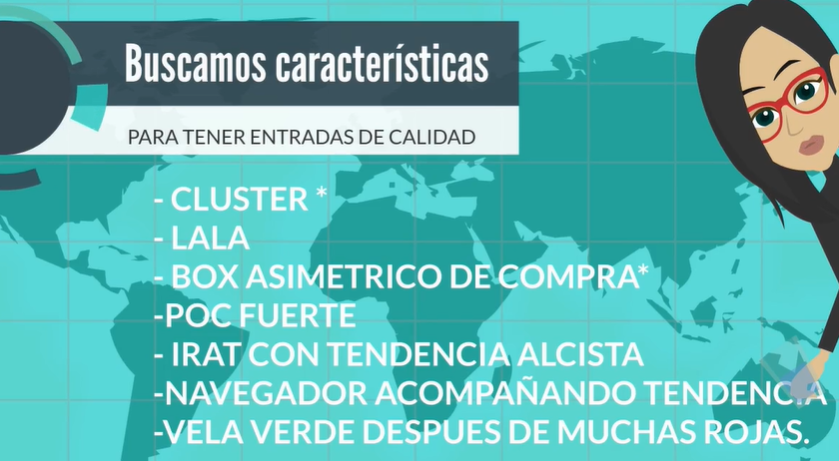 Buscamos características
PARA TENER ENTRADAS DE CALIDAD
- CLUSTER *
- LALA
- BOX ASIMETRICO DE COMPRA*
-POC FUERTE
- IRAT CON TENDENCIA ALCISTA
-NAVEGADOR ACOMPAÑANDO TENDENCIA
-VELA VERDE DESPUES DE MUCHAS ROJAS.